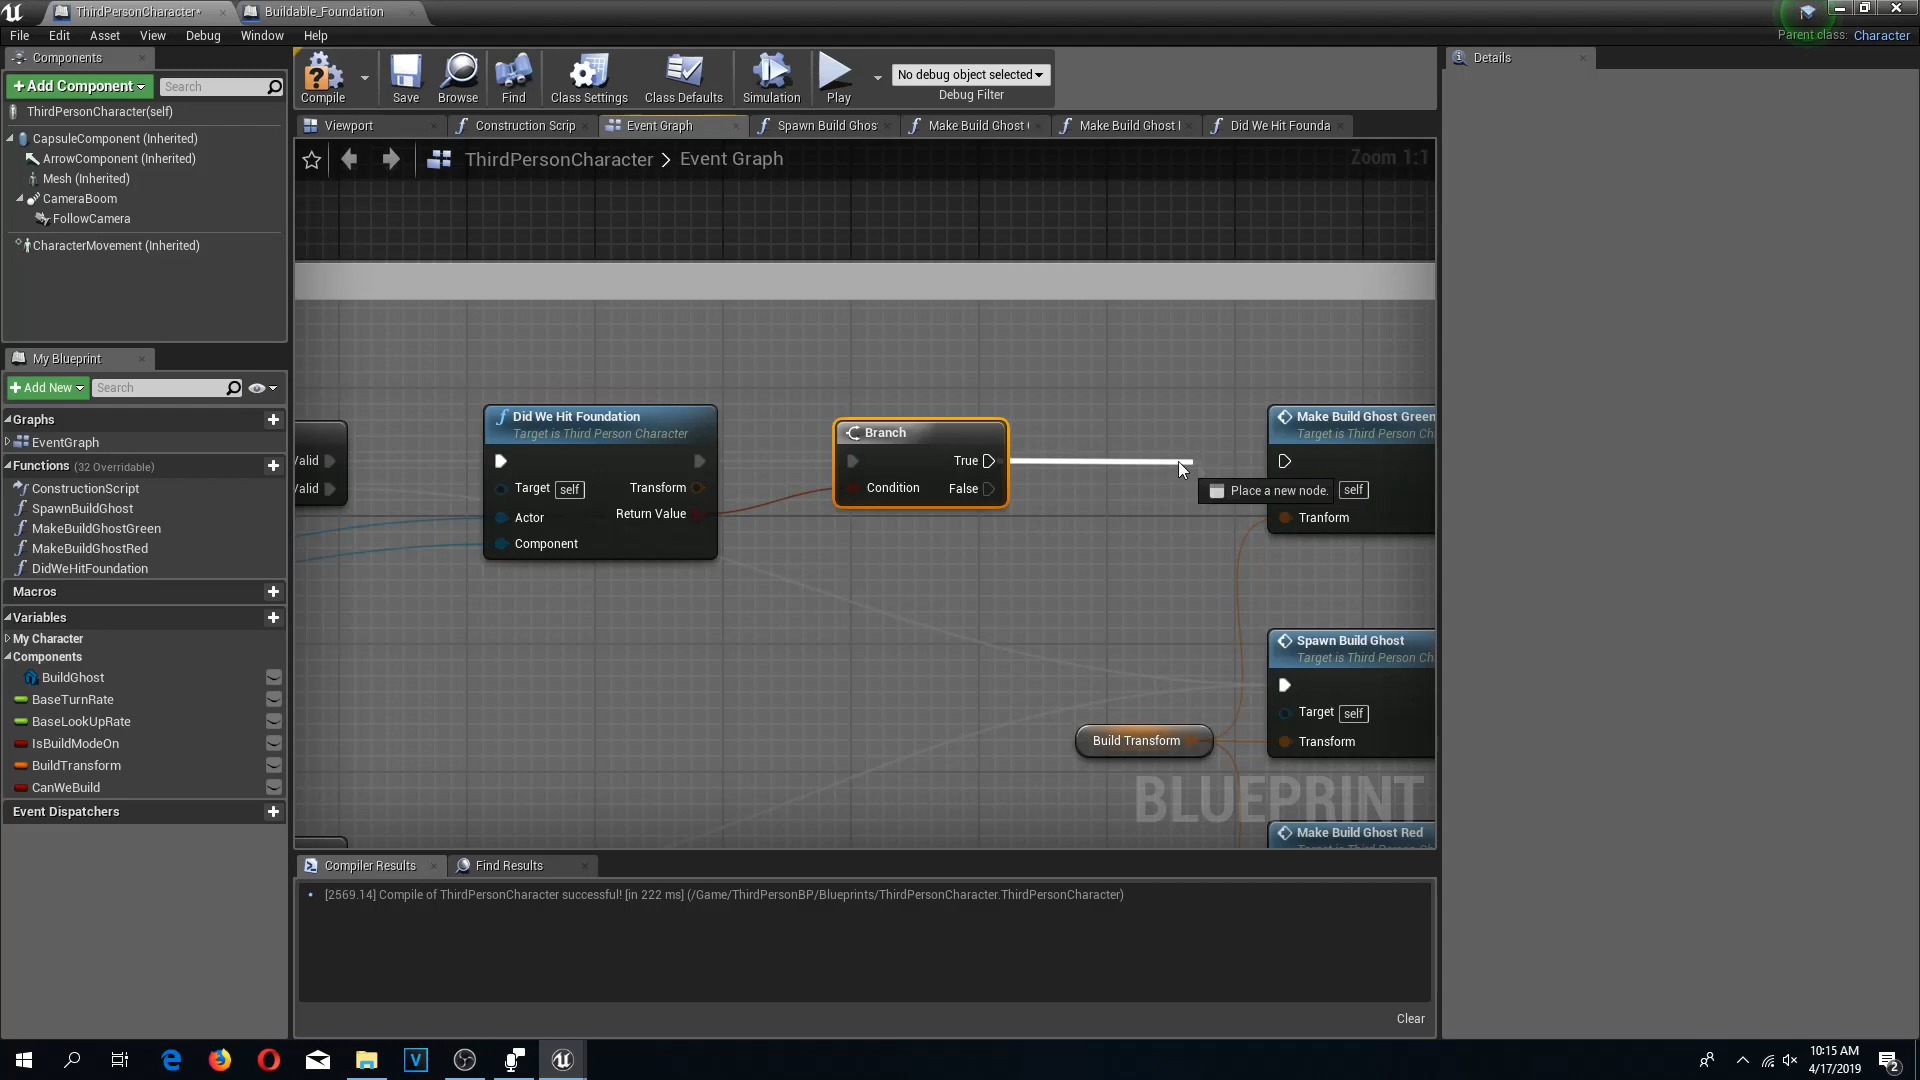 ThirdPersonCharacter*
Buildable_Foundation
File Edit Asset View Debug Window Help
Parent class: Character
Components
+Add Component
Search
ThirdPersonCharacter(self)
CapsuleComponent (Inherited)
ArrowComponent (Inherited)
Mesh (Inherited)
CameraBoom
FollowCamera
CharacterMovement (Inherited)
Compile
Save
Browse
Find
Class Settings
Class Defaults
Simulation
Play
No debug object selected
Debug Filter
Details
Viewport
Construction Scrip
Event Graph
Spawn Build Ghos
Make Build Ghost
Make Build Ghost
Did We Hit Founda
ThirdPersonCharacter > Event Graph
Zoom 1:1
My Blueprint
+Add New
Search
Graphs
EventGraph
Functions (32 Overridable)
ConstructionScript
SpawnBuildGhost
MakeBuildGhostGreen
MakeBuildGhostRed
DidWeHitFoundation
Macros
Variables
My Character
Components
BuildGhost
BaseTurnRate
BaseLookUpRate
IsBuildModeOn
BuildTransform
CanWeBuild
Event Dispatchers
Valid
Valid
Did We Hit Foundation
Target is Third Person Character
Target self
Transform
Return Value
Actor
Component
Branch
True
Condition
False
Place a new node.
Make Build Ghost Green
Target is Third Person Ch
self
Tranform
Spawn Build Ghost
Target is Third Person Ch
Target self
Transform
Build Transform
BLUEPRINT
Make Build Ghost Red
Target is Third Person Ch
Compiler Results
Find Results
[2569.14] Compile of ThirdPersonCharacter successful! [in 222 ms] (/Game/ThirdPersonBP/Blueprints/ThirdPersonCharacter.ThirdPersonCharacter)
Clear
10:15 AM
4/17/2019
2